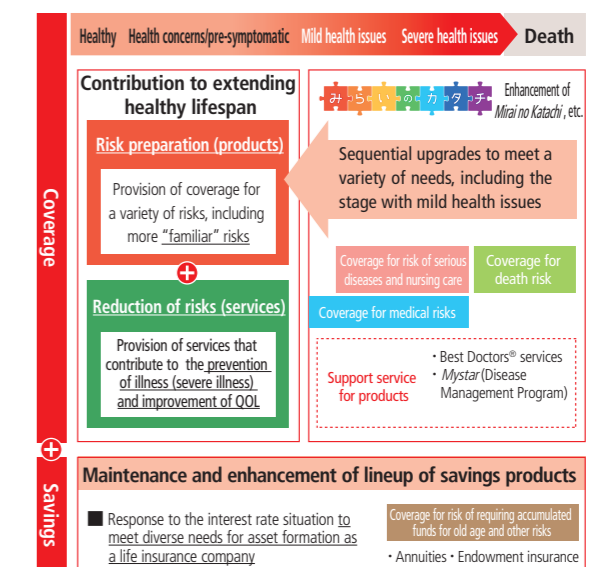 Healthy Health concerns/pre-symptomatic Mild health issues Severe health issues Death
Coverage
Contribution to extending
healthy lifespan
Risk preparation (products)
Provision of coverage for
a variety of risks, including
more “familiar” risks
+
Reduction of risks (services)
Provision of services that
contribute to the prevention
of illness (severe illness)
and improvement of QOL
みらいのカタチ
Enhancement of
Mirai no Katachi, etc.
Sequential upgrades to meet a
variety of needs, including the
stage with mild health issues
Coverage for risk of serious
diseases and nursing care
Coverage for
death risk
Coverage for medical risks
Support service
for products
・Best Doctors® services
・Mystar (Disease
Management Program)
+
Savings
Maintenance and enhancement of lineup of savings products
■ Response to the interest rate situation to
meet diverse needs for asset formation as
a life insurance company
Coverage for risk of requiring accumulated
funds for old age and other risks
・Annuities ・Endowment insurance